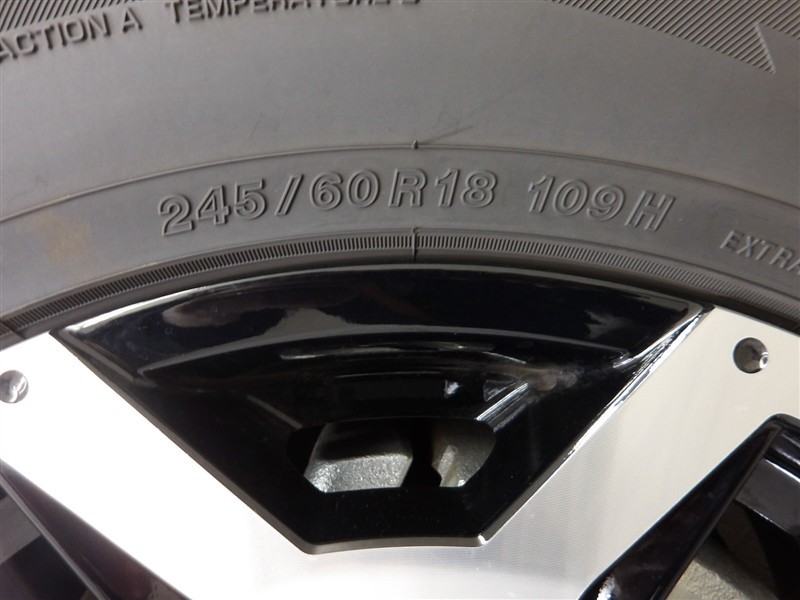 ACTION A TEMPERATURE
245/60R18 109H
EXTRA